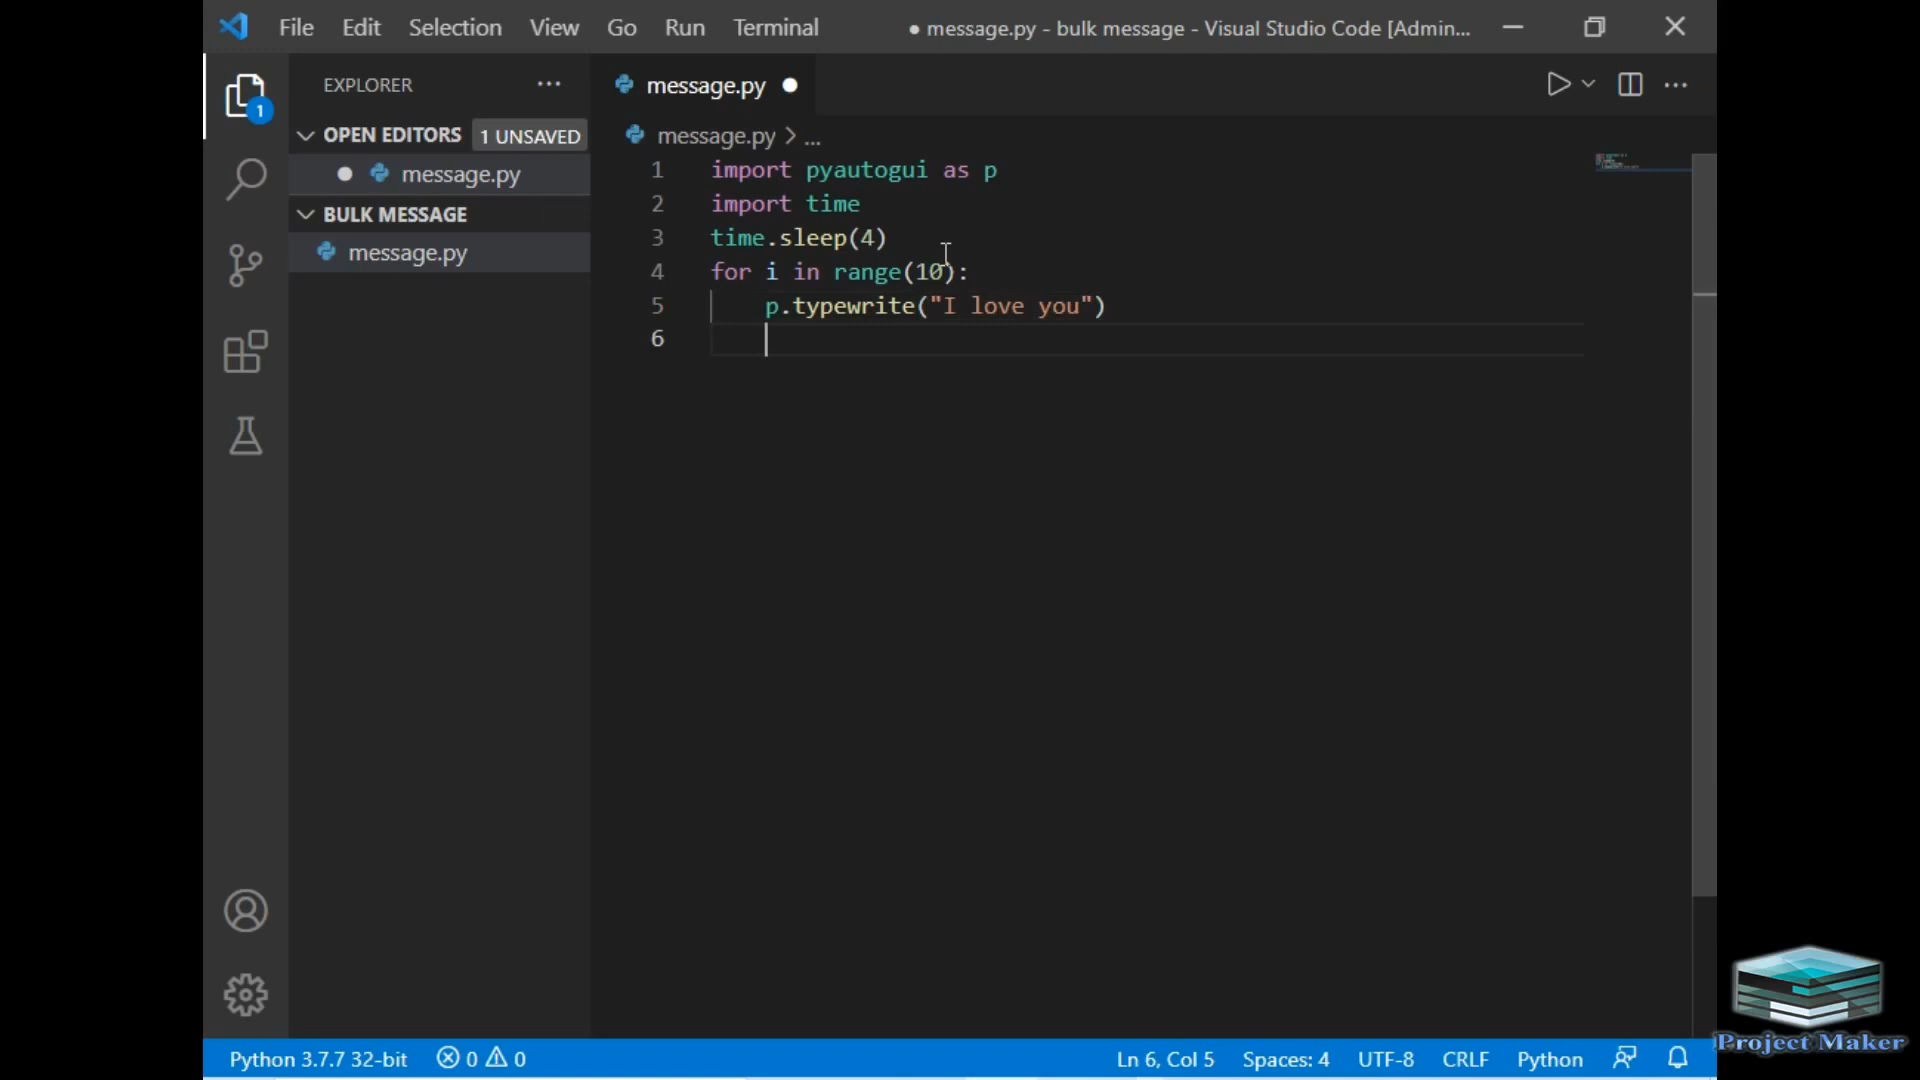 File Edit Selection View Go Run Terminal ● message.py - bulk message - Visual Studio Code [Admin...
EXPLORER ...
message.py ●
1
OPEN EDITORS 1 UNSAVED
message.py > ...
● message.py
BULK MESSAGE
message.py
1 import pyautogui as p
2 import time
3 time.sleep(4)
4 for i in range(10):
5 p.typewrite("I love you")
6
Python 3.7.7 32-bit 0 0 Ln 6, Col 5 Spaces: 4 UTF-8 CRLF Python
Project Maker